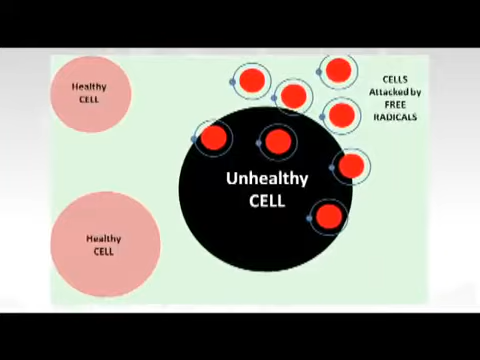 Healthy
CELL
CELLS
Attacked by
FREE
RADICALS
Unhealthy
CELL
Healthy
CELL